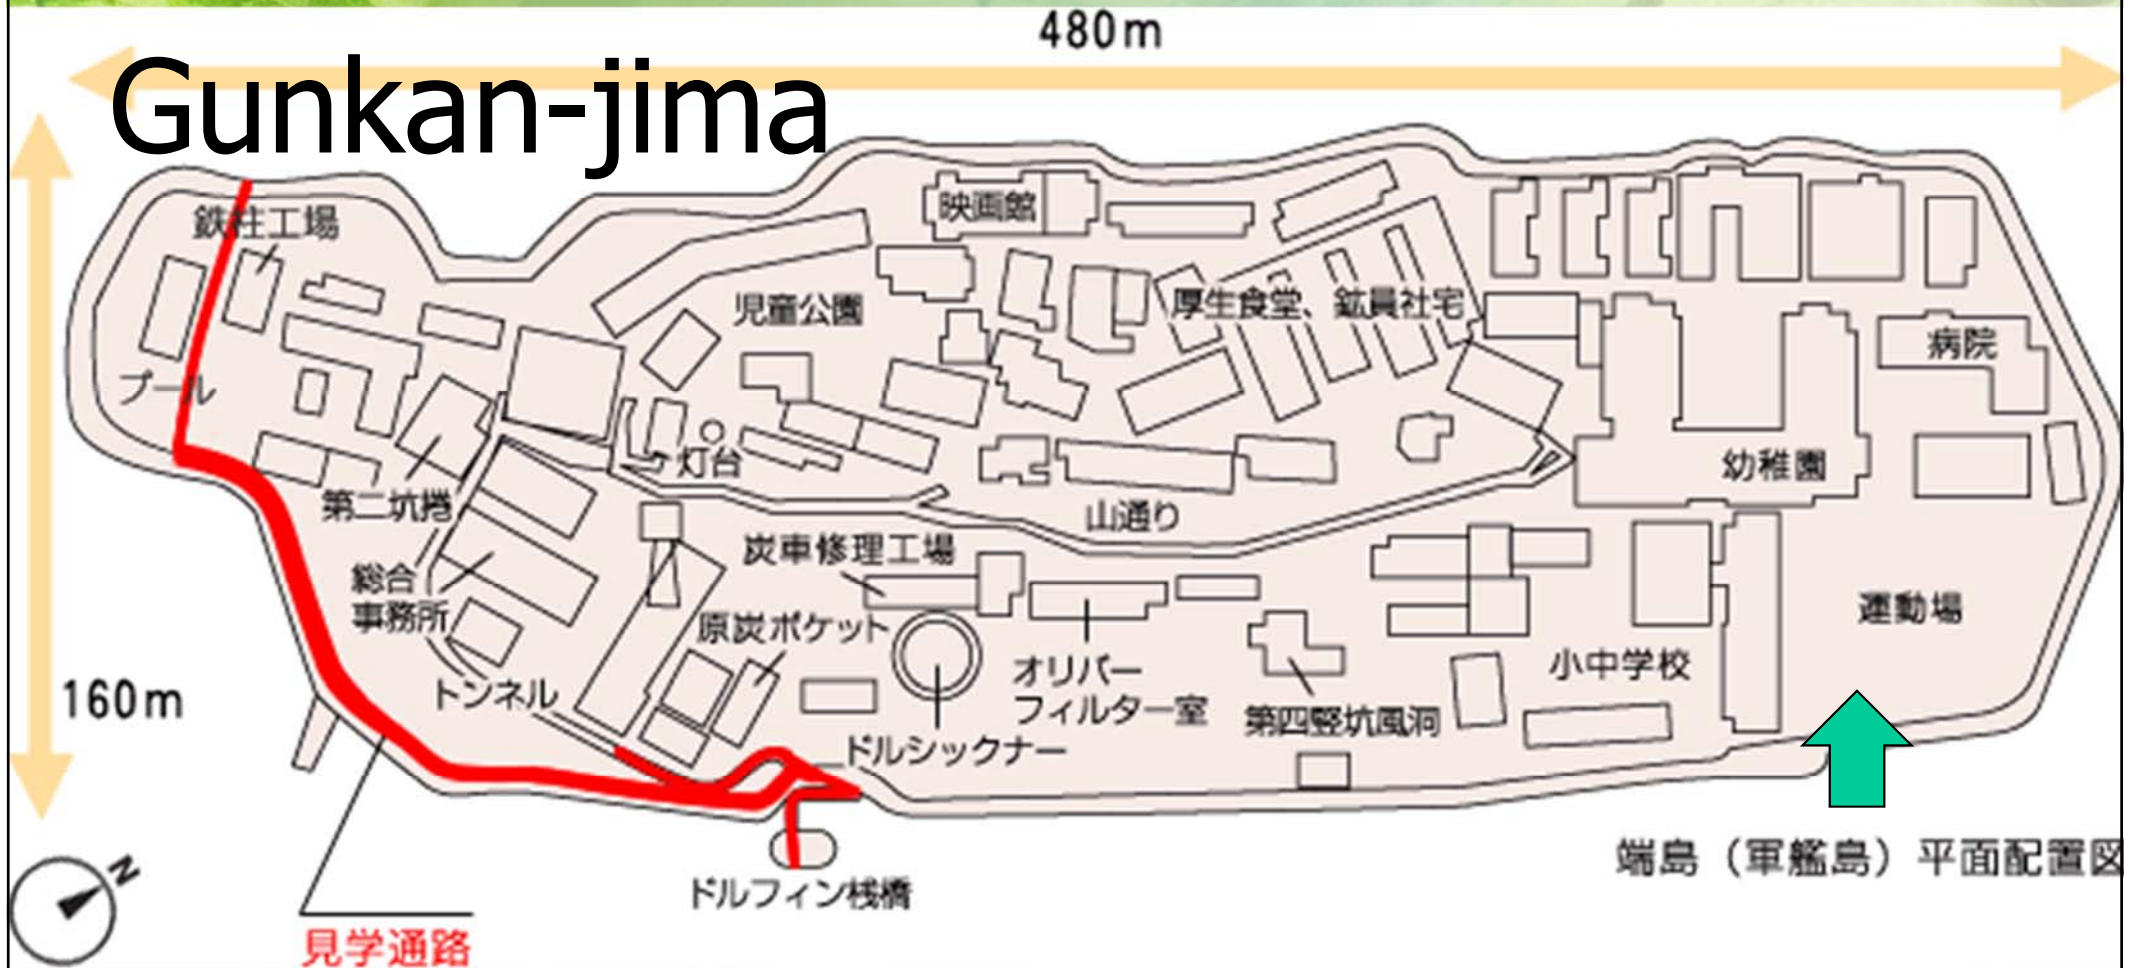 480m
Gunkan-jima
映画館
鉄柱工場
児童公園
厚生食堂、鉱員社宅
病院
プール
灯台
幼稚園
第二坑捲
山通り
炭車修理工場
総合
事務所
原炭ポケット
運動場
オリバー
フィルター室
小中学校
160m
トンネル
第四竪坑風洞
ドルシックナー
端島（軍艦島）平面配置図
N
ドルフィン桟橋
見学通路